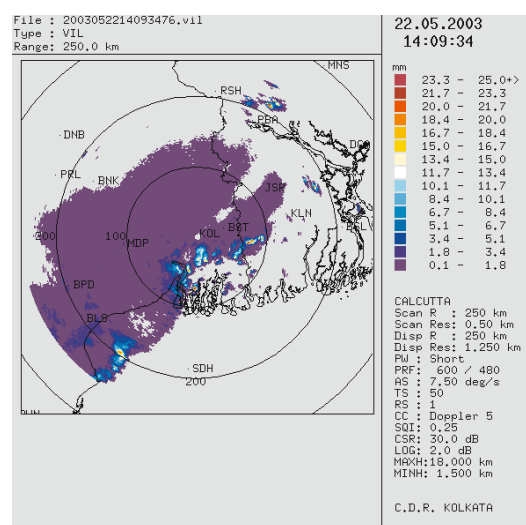 File : 2003052214093476.vil
Type : VIL
Range: 250.0 km
22.05.2003
14:09:34
MNS
RSH
PBA
DNB
PRL
BNK
JSR
KLN
200
100
MDP
KOL
BST
BPD
BLS
SDH
200
mm
23.3 - 25.0+>
21.7 - 23.3
20.0 - 21.7
18.4 - 20.0
16.7 - 18.4
15.0 - 16.7
13.4 - 15.0
11.7 - 13.4
10.1 - 11.7
8.4 - 10.1
6.7 - 8.4
5.1 - 6.7
3.4 - 5.1
1.8 - 3.4
0.1 - 1.8
CALCUTTA
Scan R : 250 km
Scan Res: 0.50 km
Disp R : 250 km
Disp Res: 1.250 km
PW : Short
PRF: 600 / 480
AS : 7.50 deg/s
TS : 50
RS : 1
CC : Doppler 5
SQI: 0.25
CSR: 30.0 dB
LOG: 2.0 dB
MAXH:18.000 km
MINH: 1.500 km
C.D.R. KOLKATA